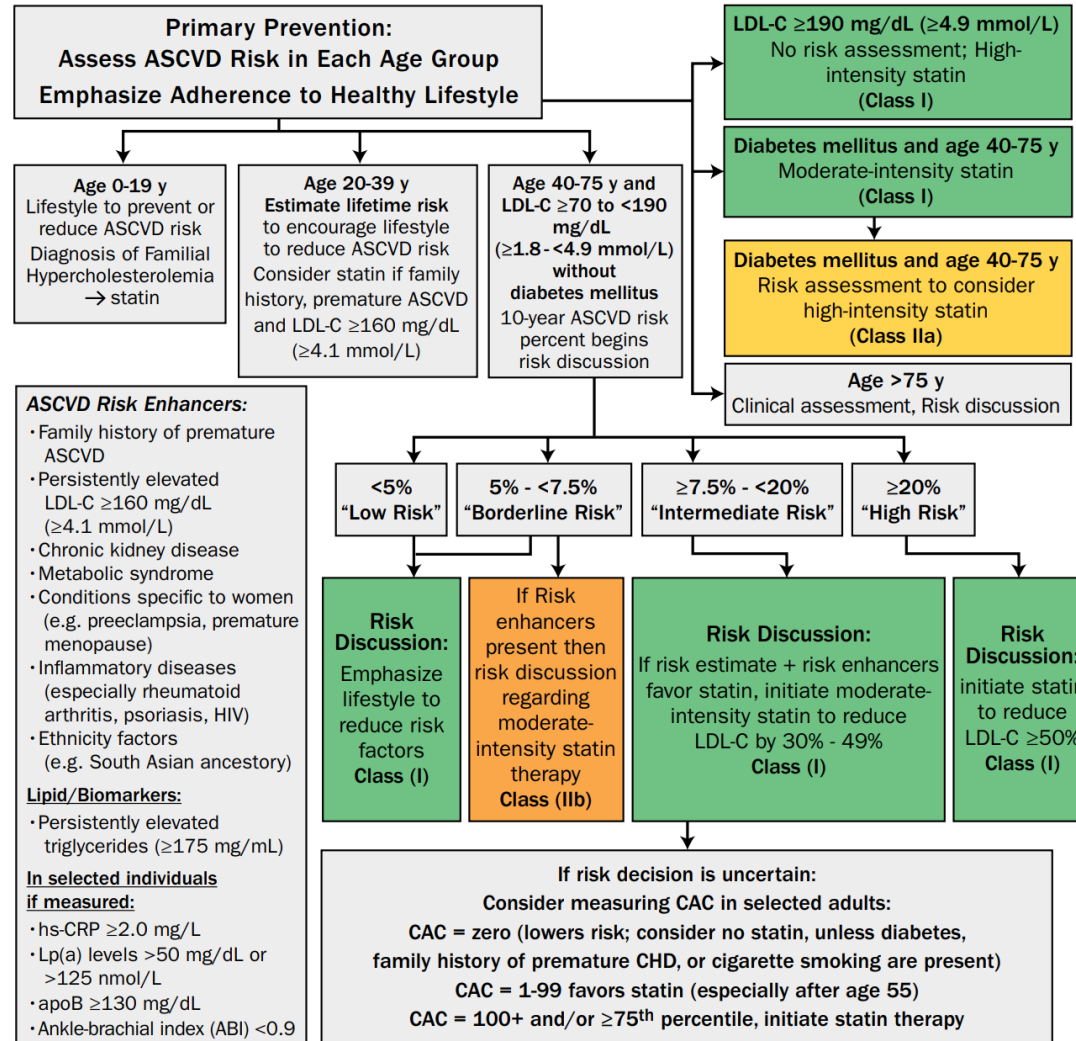 Primary Prevention:
Assess ASCVD Risk in Each Age Group
Emphasize Adherence to Healthy Lifestyle
LDL-C ≥190 mg/dL (≥4.9 mmol/L)
No risk assessment; High-
intensity statin
(Class I)
Diabetes mellitus and age 40-75 y
Moderate-intensity statin
(Class I)
Diabetes mellitus and age 40-75 y
Risk assessment to consider
high-intensity statin
(Class IIa)
Age >75 y
Clinical assessment, Risk discussion
Age 0-19 y
Lifestyle to prevent or
reduce ASCVD risk
Diagnosis of Familial
Hypercholesterolemia
→ statin
Age 20-39 y
Estimate lifetime risk
to encourage lifestyle
to reduce ASCVD risk
Consider statin if family
history, premature ASCVD
and LDL-C ≥160 mg/dL
(≥4.1 mmol/L)
Age 40-75 y and
LDL-C ≥70 to <190
mg/dL
(≥1.8-<4.9 mmol/L)
without
diabetes mellitus
10-year ASCVD risk
percent begins
risk discussion
<5%
“Low Risk”
5% - <7.5%
“Borderline Risk”
≥7.5% - <20%
“Intermediate Risk”
≥20%
“High Risk”
Risk
Discussion:
Emphasize
lifestyle to
reduce risk
factors
Class (I)
If Risk
enhancers
present then
risk discussion
regarding
moderate-
intensity statin
therapy
Class (IIb)
Risk Discussion:
If risk estimate + risk enhancers
favor statin, initiate moderate-
intensity statin to reduce
LDL-C by 30% - 49%
Class (I)
Risk
Discussion:
initiate statin
to reduce
LDL-C ≥50%
Class (I)
If risk decision is uncertain:
Consider measuring CAC in selected adults:
CAC = zero (lowers risk; consider no statin, unless diabetes,
family history of premature CHD, or cigarette smoking are present)
CAC = 1-99 favors statin (especially after age 55)
CAC = 100+ and/or ≥75th percentile, initiate statin therapy
ASCVD Risk Enhancers:
· Family history of premature
ASCVD
· Persistently elevated
LDL-C ≥160 mg/dL
(≥4.1 mmol/L)
· Chronic kidney disease
· Metabolic syndrome
· Conditions specific to women
(e.g. preeclampsia, premature
menopause)
· Inflammatory diseases
(especially rheumatoid
arthritis, psoriasis, HIV)
· Ethnicity factors
(e.g. South Asian ancestory)
Lipid/Biomarkers:
· Persistently elevated
triglycerides (≥175 mg/mL)
In selected individuals
if measured:
· hs-CRP ≥2.0 mg/L
· Lp(a) levels >50 mg/dL or
>125 nmol/L
· apoB ≥130 mg/dL
· Ankle-brachial index (ABI) <0.9